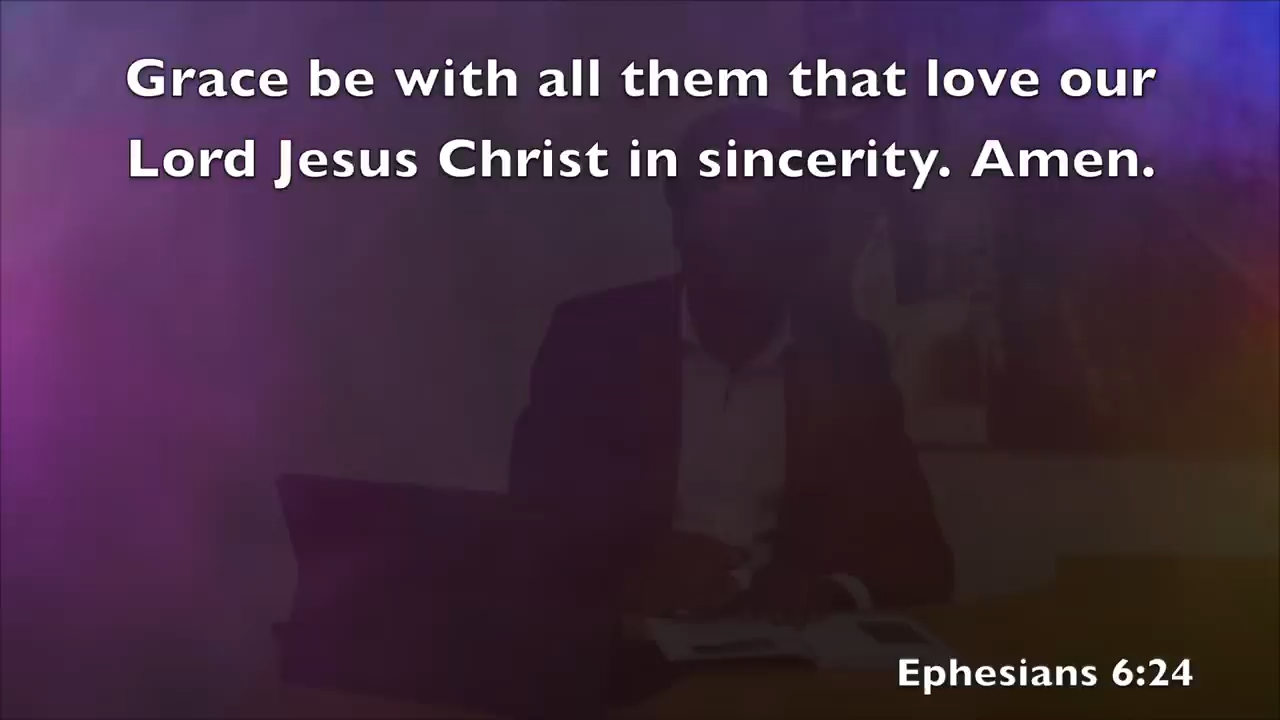 Grace be with all them that love our
Lord Jesus Christ in sincerity. Amen.
Ephesians 6:24